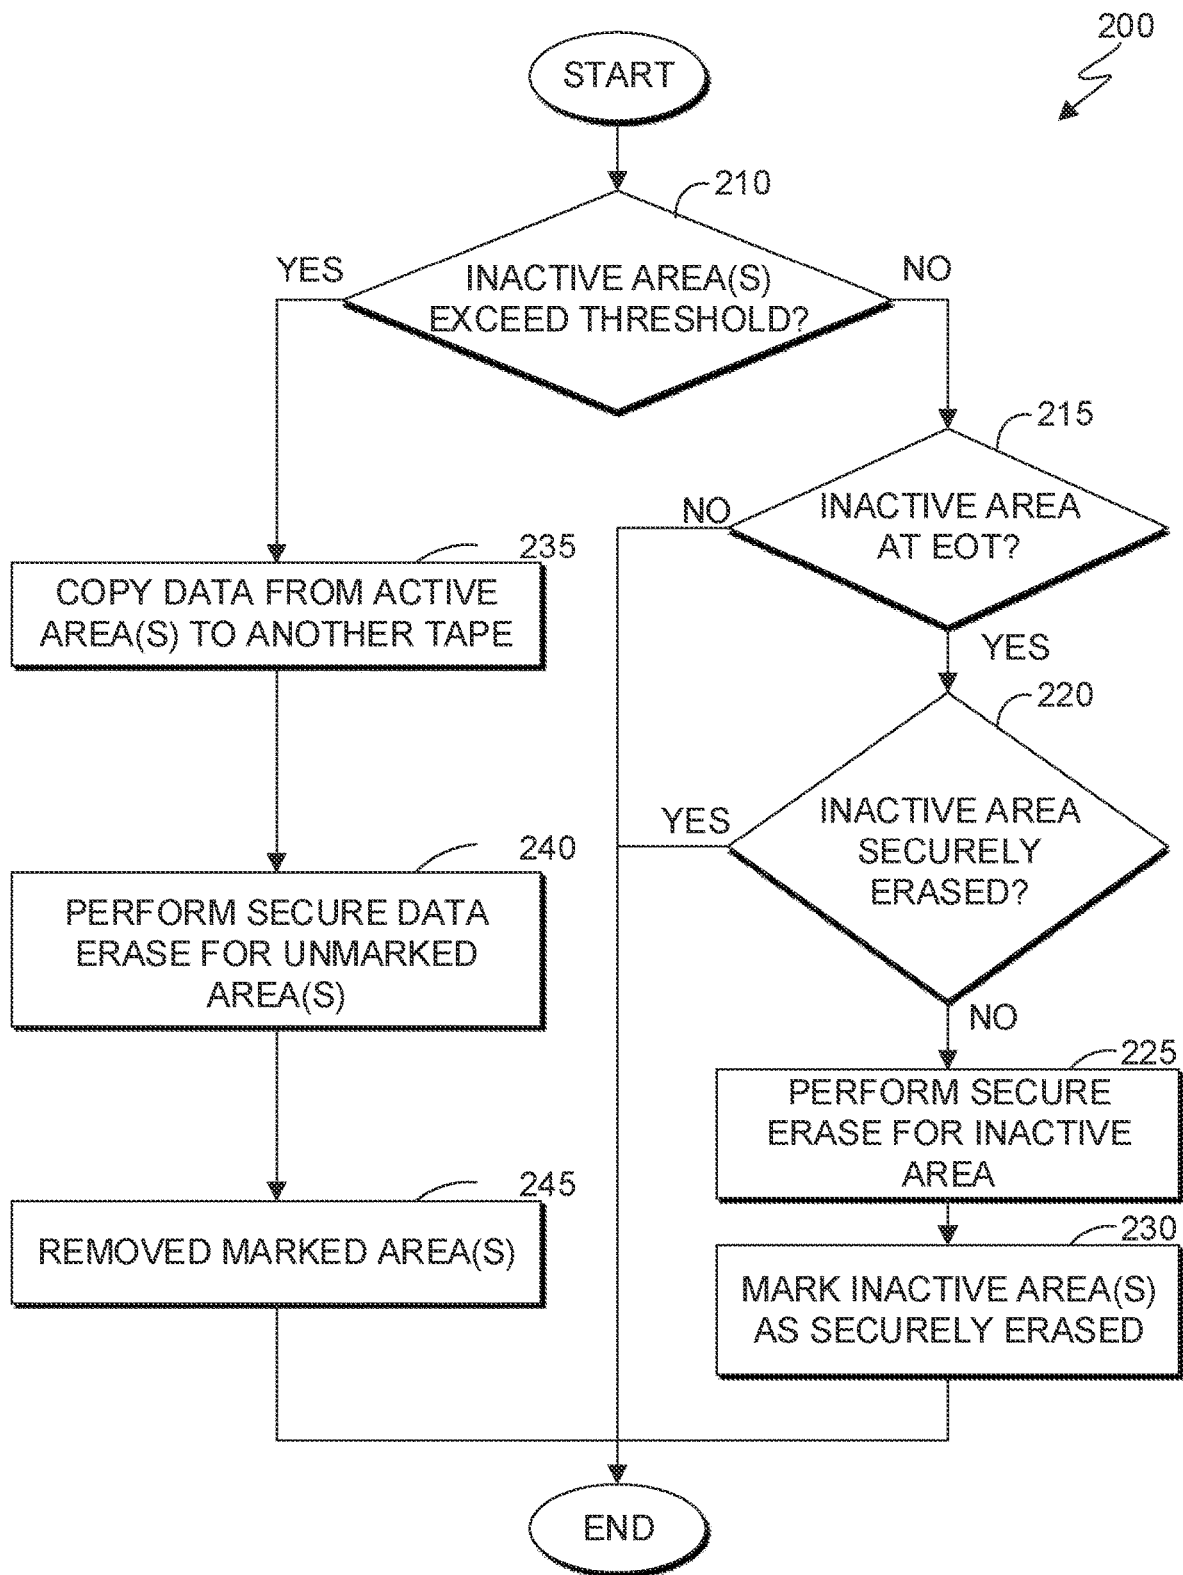 200
START
210
YES
NO
INACTIVE AREA(S)
EXCEED THRESHOLD?
215
NO
INACTIVE AREA
AT EOT?
YES
235
COPY DATA FROM ACTIVE
AREA(S) TO ANOTHER TAPE
220
YES
INACTIVE AREA
SECURELY
ERASED?
NO
240
PERFORM SECURE DATA
ERASE FOR UNMARKED
AREA(S)
225
PERFORM SECURE
ERASE FOR INACTIVE
AREA
245
REMOVED MARKED AREA(S)
230
MARK INACTIVE AREA(S)
AS SECURELY ERASED
END